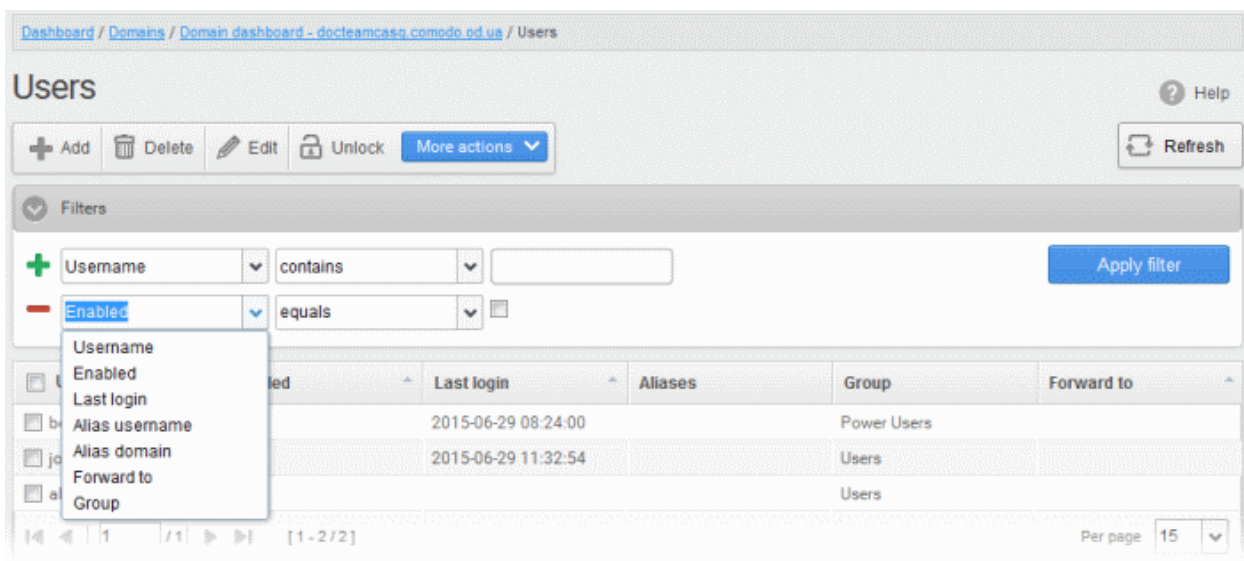 Dashboard / Domains / Domain dashboard - docteamcasg.comodo.od.ua / Users
Users
Help
Add Delete Edit Unlock More actions
Refresh
Filters
Username contains
Apply filter
Enabled equals
Username
Enabled
Last login
Alias username
Alias domain
Forward to
Group
Last login Aliases Group Forward to
2015-06-29 08:24:00 Power Users
2015-06-29 11:32:54 Users
Users
1 / 1 [1 - 2 / 2] Per page 15